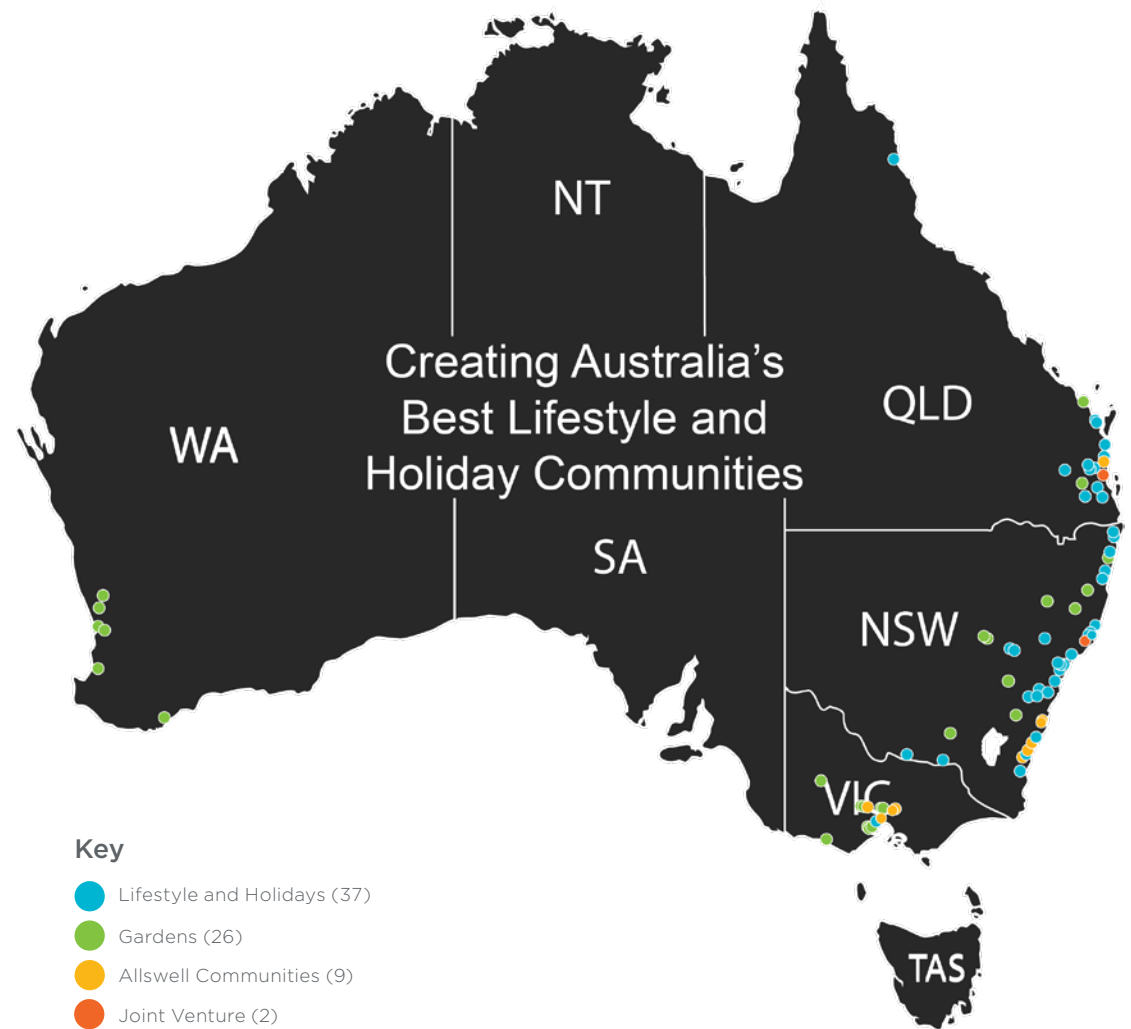 NT
QLD
WA
Creating Australia's
Best Lifestyle and
Holiday Communities
SA
NSW
VIC
TAS
Key
Lifestyle and Holidays (37)
Gardens (26)
Allswell Communities (9)
Joint Venture (2)